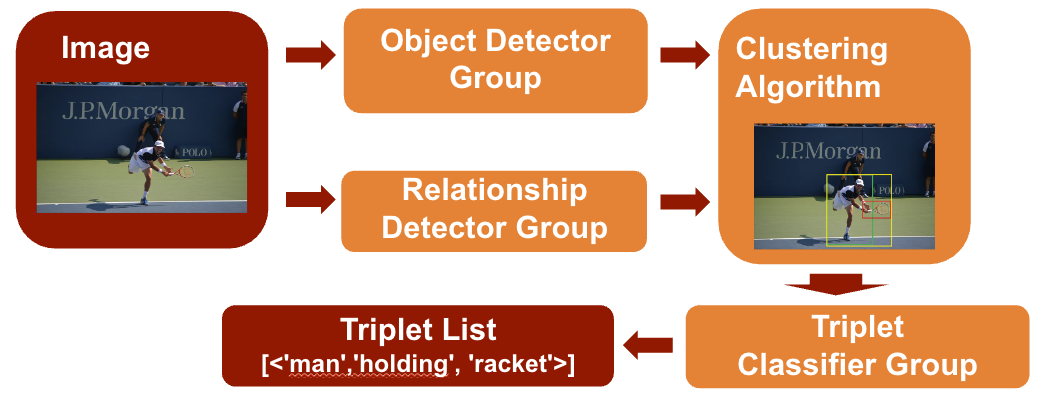 Image
J.P.Morgan
POLO
Object Detector
Group
Relationship
Detector Group
Clustering
Algorithm
J.P.Morgan
POLO
Triplet
Classifier Group
Triplet List
[<'man','holding', 'racket'>]